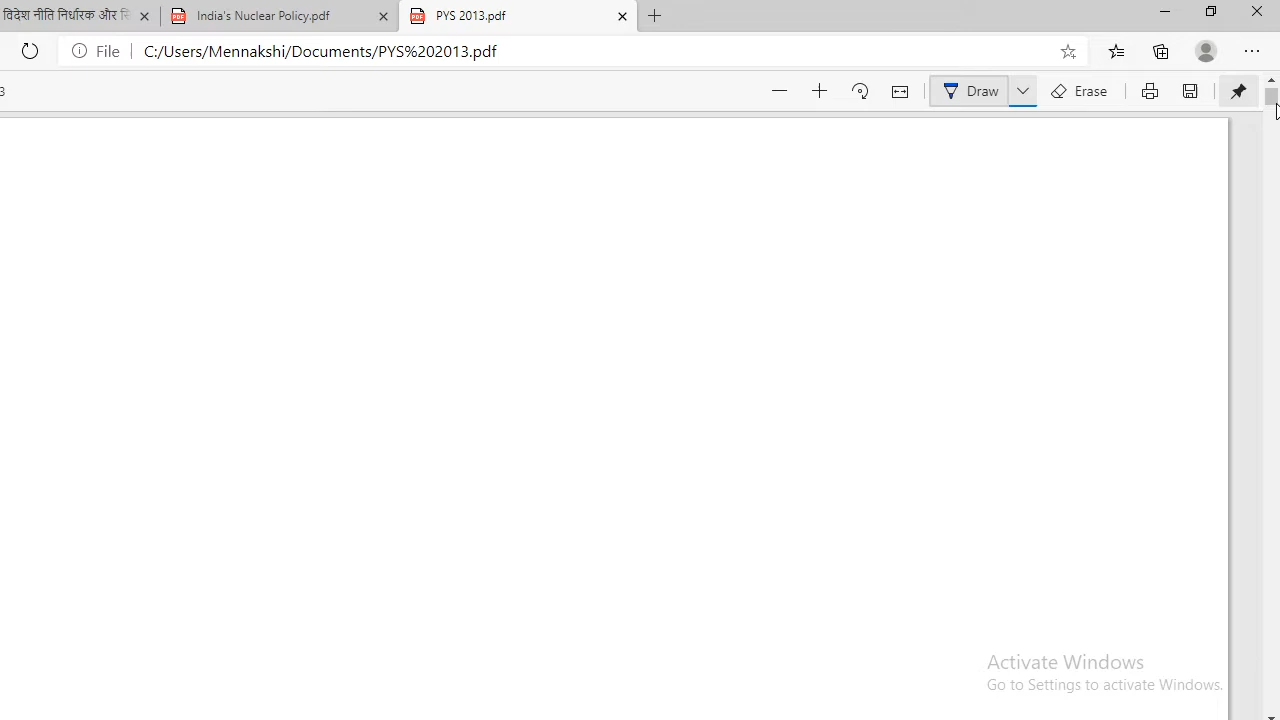 विदेश नीति निर्धारक और
India's Nuclear Policy.pdf
PYS 2013.pdf
File
C:/Users/Mennakshi/Documents/PYS%202013.pdf
3
Draw
Erase
Activate Windows
Go to Settings to activate Windows.